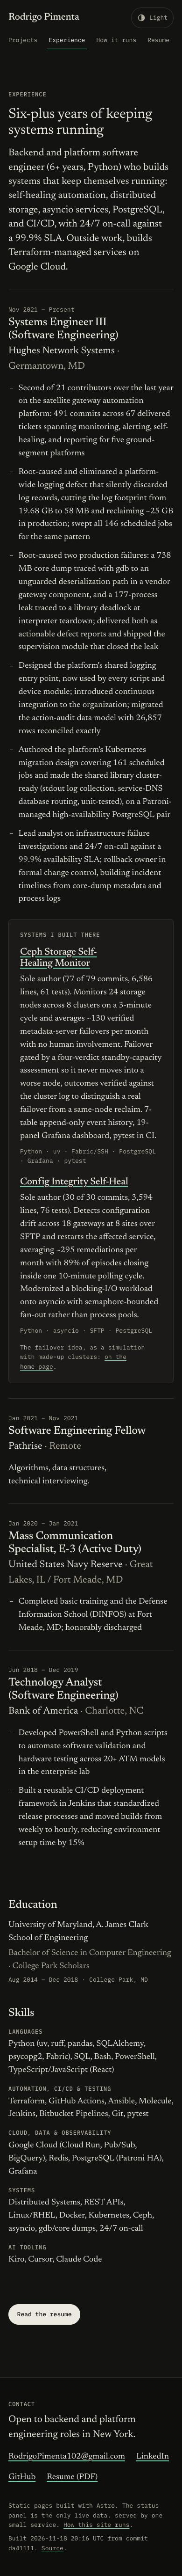 Rodrigo Pimenta
Light
Projects Experience How it runs Resume
EXPERIENCE
Six-plus years of keeping
systems running
Backend and platform software
engineer (6+ years, Python) who builds
systems that keep themselves running:
self-healing automation, distributed
storage, asyncio services, PostgreSQL,
and CI/CD, with 24/7 on-call against
a 99.9% SLA. Outside work, builds
Terraform-managed services on
Google Cloud.
Nov 2021 — Present
Systems Engineer III
(Software Engineering)
Hughes Network Systems ·
Germantown, MD
– Second of 21 contributors over the last year
on the satellite gateway automation
platform: 491 commits across 67 delivered
tickets spanning monitoring, alerting, self-
healing, and reporting for five ground-
segment platforms
– Root-caused and eliminated a platform-
wide logging defect that silently discarded
log records, cutting the log footprint from
19.68 GB to 58 MB and reclaiming ~25 GB
in production; swept all 146 scheduled jobs
for the same pattern
– Root-caused two production failures: a 738
MB core dump traced with gdb to an
unguarded deserialization path in a vendor
gateway component, and a 177-process
leak traced to a library deadlock at
interpreter teardown; delivered both as
actionable defect reports and shipped the
supervision module that closed the leak
– Designed the platform's shared logging
entry point, now used by every script and
device module; introduced continuous
integration to the organization; migrated
the action-audit data model with 26,857
rows reconciled exactly
– Authored the platform's Kubernetes
migration design covering 161 scheduled
jobs and made the shared library cluster-
ready (stdout log collection, service-DNS
database routing, unit-tested), on a Patroni-
managed high-availability PostgreSQL pair
– Lead analyst on infrastructure failure
investigations and 24/7 on-call against a
99.9% availability SLA; rollback owner in
formal change control, building incident
timelines from core-dump metadata and
process logs
SYSTEMS I BUILT THERE
Ceph Storage Self-
Healing Monitor
Sole author (77 of 79 commits, 6,586
lines, 61 tests). Monitors 24 storage
nodes across 8 clusters on a 3-minute
cycle and averages ~130 verified
metadata-server failovers per month
with no human involvement. Failover
gated by a four-verdict standby-capacity
assessment so it never moves onto a
worse node, outcomes verified against
the cluster log to distinguish a real
failover from a same-node reclaim. 7-
table append-only event history, 19-
panel Grafana dashboard, pytest in CI.
Python · uv · Fabric/SSH · PostgreSQL
· Grafana · pytest
Config Integrity Self-Heal
Sole author (30 of 30 commits, 3,594
lines, 76 tests). Detects configuration
drift across 18 gateways at 8 sites over
SFTP and restarts the affected service,
averaging ~295 remediations per
month with 89% of episodes closing
inside one 10-minute polling cycle.
Modernized a blocking-I/O workload
onto asyncio with semaphore-bounded
fan-out rather than process pools.
Python · asyncio · SFTP · PostgreSQL
The failover idea, as a simulation
with made-up clusters: on the
home page.
Jan 2021 — Nov 2021
Software Engineering Fellow
Pathrise · Remote
Algorithms, data structures,
technical interviewing.
Jan 2020 — Jan 2021
Mass Communication
Specialist, E-3 (Active Duty)
United States Navy Reserve · Great
Lakes, IL / Fort Meade, MD
– Completed basic training and the Defense
Information School (DINFOS) at Fort
Meade, MD; honorably discharged
Jun 2018 — Dec 2019
Technology Analyst
(Software Engineering)
Bank of America · Charlotte, NC
– Developed PowerShell and Python scripts
to automate software validation and
hardware testing across 20+ ATM models
in the enterprise lab
– Built a reusable CI/CD deployment
framework in Jenkins that standardized
release processes and moved builds from
weekly to hourly, reducing environment
setup time by 15%
Education
University of Maryland, A. James Clark
School of Engineering
Bachelor of Science in Computer Engineering
· College Park Scholars
Aug 2014 — Dec 2018 · College Park, MD
Skills
LANGUAGES
Python (uv, ruff, pandas, SQLAlchemy,
psycopg2, Fabric), SQL, Bash, PowerShell,
TypeScript/JavaScript (React)
AUTOMATION, CI/CD & TESTING
Terraform, GitHub Actions, Ansible, Molecule,
Jenkins, Bitbucket Pipelines, Git, pytest
CLOUD, DATA & OBSERVABILITY
Google Cloud (Cloud Run, Pub/Sub,
BigQuery), Redis, PostgreSQL (Patroni HA),
Grafana
SYSTEMS
Distributed Systems, REST APIs,
Linux/RHEL, Docker, Kubernetes, Ceph,
asyncio, gdb/core dumps, 24/7 on-call
AI TOOLING
Kiro, Cursor, Claude Code
Read the resume
CONTACT
Open to backend and platform
engineering roles in New York.
RodrigoPimenta102@gmail.com LinkedIn
GitHub Resume (PDF)
Static pages built with Astro. The status
panel is the only live data, served by one
small service. How this site runs.
Built 2026-11-18 20:16 UTC from commit
da41111. Source.